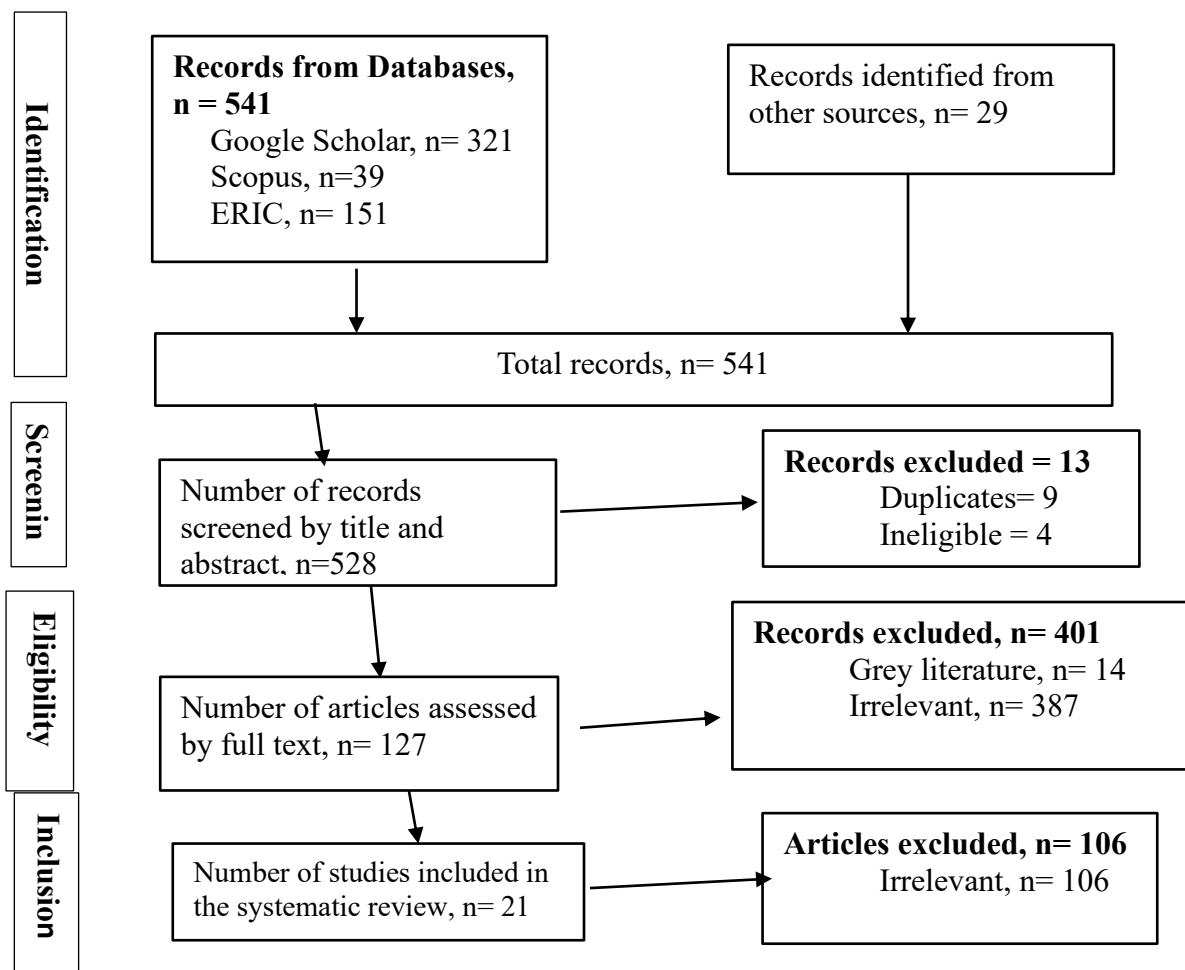 Identification
Records from Databases,
n = 541
Google Scholar, n= 321
Scopus, n=39
ERIC, n= 151
Records identified from
other sources, n= 29
Total records, n= 541
Screenin
Number of records
screened by title and
abstract, n=528
Records excluded = 13
Duplicates= 9
Ineligible = 4
Eligibility
Number of articles assessed
by full text, n= 127
Records excluded, n= 401
Grey literature, n= 14
Irrelevant, n= 387
Inclusion
Number of studies included in
the systematic review, n= 21
Articles excluded, n= 106
Irrelevant, n= 106